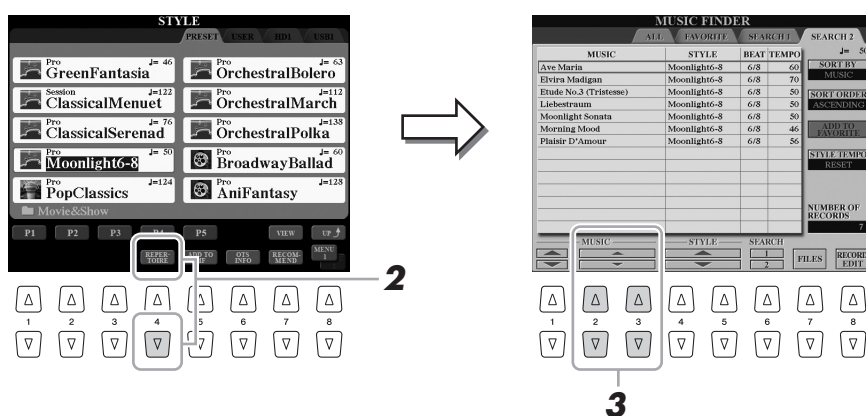 STYLE
PRESET USER HD1 USB1
Pro ♩= 46
GreenFantasia
Pro ♩= 63
OrchestralBolero
Session ♩=122
ClassicalMenuet
Pro ♩=112
OrchestralMarch
Pro ♩= 76
ClassicalSerenad
Pro ♩=138
OrchestralPolka
Pro ♩= 50
Moonlight6-8
Pro ♩= 60
BroadwayBallad
Pro ♩=124
PopClassics
Pro ♩=128
AniFantasy
Movie&Show
P1 P2 P3 P4 P5 VIEW UP
REPER-
TOIRE
ADD TO
OTS
INFO
RECOM-
MEND
MENU
1
2
1 2 3 4 5 6 7 8
MUSIC FINDER
ALL FAVORITE SEARCH 1 SEARCH 2
MUSIC STYLE BEAT TEMPO
Ave Maria Moonlight6-8 6/8 60
Elvira Madigan Moonlight6-8 6/8 70
Etude No.3 (Tristesse) Moonlight6-8 6/8 50
Liebestraum Moonlight6-8 6/8 50
Moonlight Sonata Moonlight6-8 6/8 50
Morning Mood Moonlight6-8 6/8 46
Plaisir D'Amour Moonlight6-8 6/8 56
♩= 50
SORT BY
MUSIC
SORT ORDER
ASCENDING
ADD TO
FAVORITE
STYLE TEMPO
RESET
NUMBER OF
RECORDS
7
MUSIC STYLE SEARCH
1
2
FILES
RECORD
EDIT
1 2 3 4 5 6 7 8
3